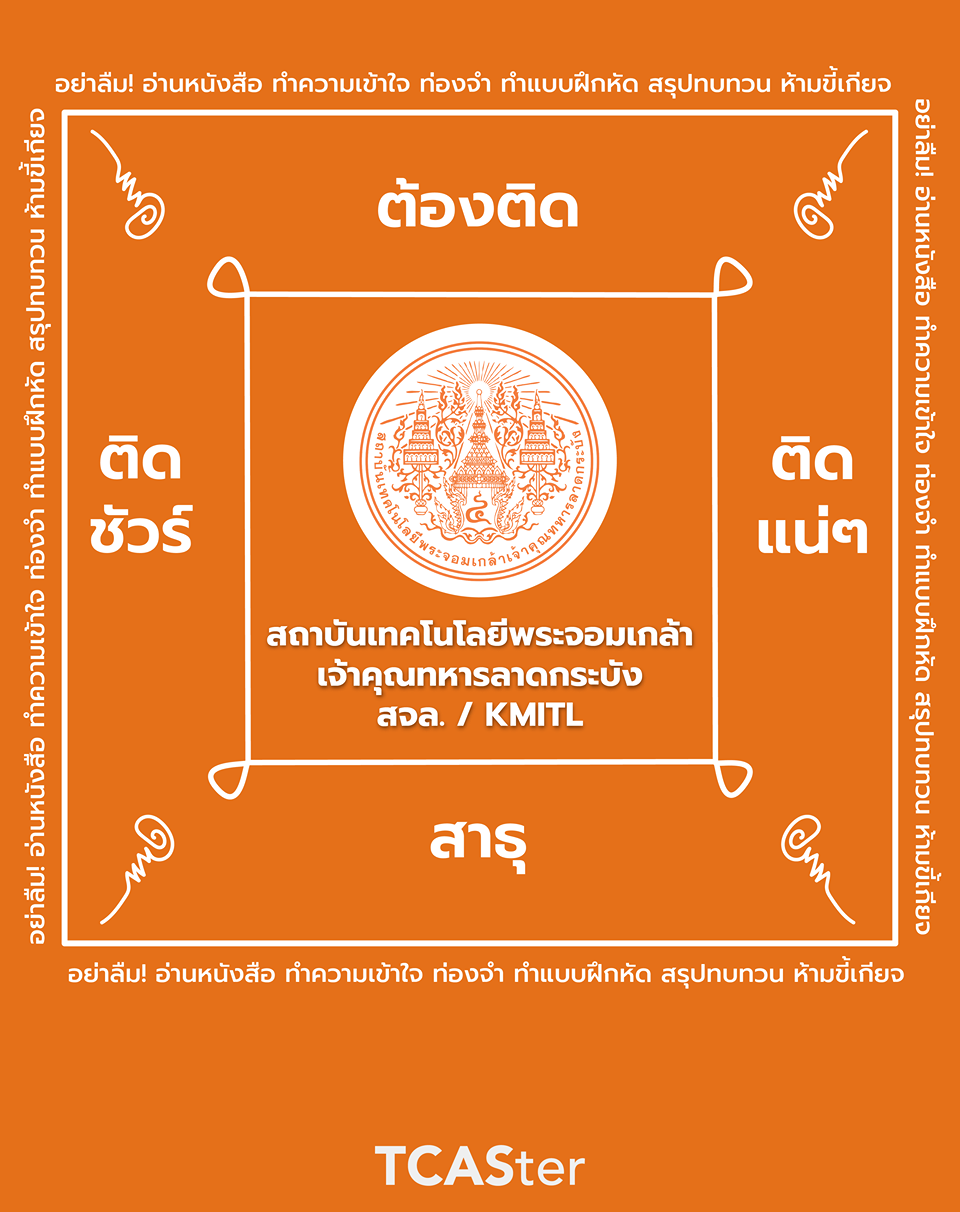 อย่าลืม! อ่านหนังสือ ทำความเข้าใจ ท่องจำ ทำแบบฝึกหัด สรุปทบทวน ห้ามขี้เกียจ
อย่าลืม! อ่านหนังสือ ทำความเข้าใจ ท่องจำ ทำแบบฝึกหัด สรุปทบทวน ห้ามขี้เกียจ
อย่าลืม! อ่านหนังสือ ทำความเข้าใจ ท่องจำ ทำแบบฝึกหัด สรุปทบทวน ห้ามขี้เกียจ
ต้องติด
ติด
ชัวร์
ติด
แน่ๆ
สถาบันเทคโนโลยีพระจอมเกล้าเจ้าคุณทหารลาดกระบัง
๔
สถาบันเทคโนโลยีพระจอมเกล้า
เจ้าคุณทหารลาดกระบัง
สจล. / KMITL
สาธุ
อย่าลืม! อ่านหนังสือ ทำความเข้าใจ ท่องจำ ทำแบบฝึกหัด สรุปทบทวน ห้ามขี้เกียจ
TCASter